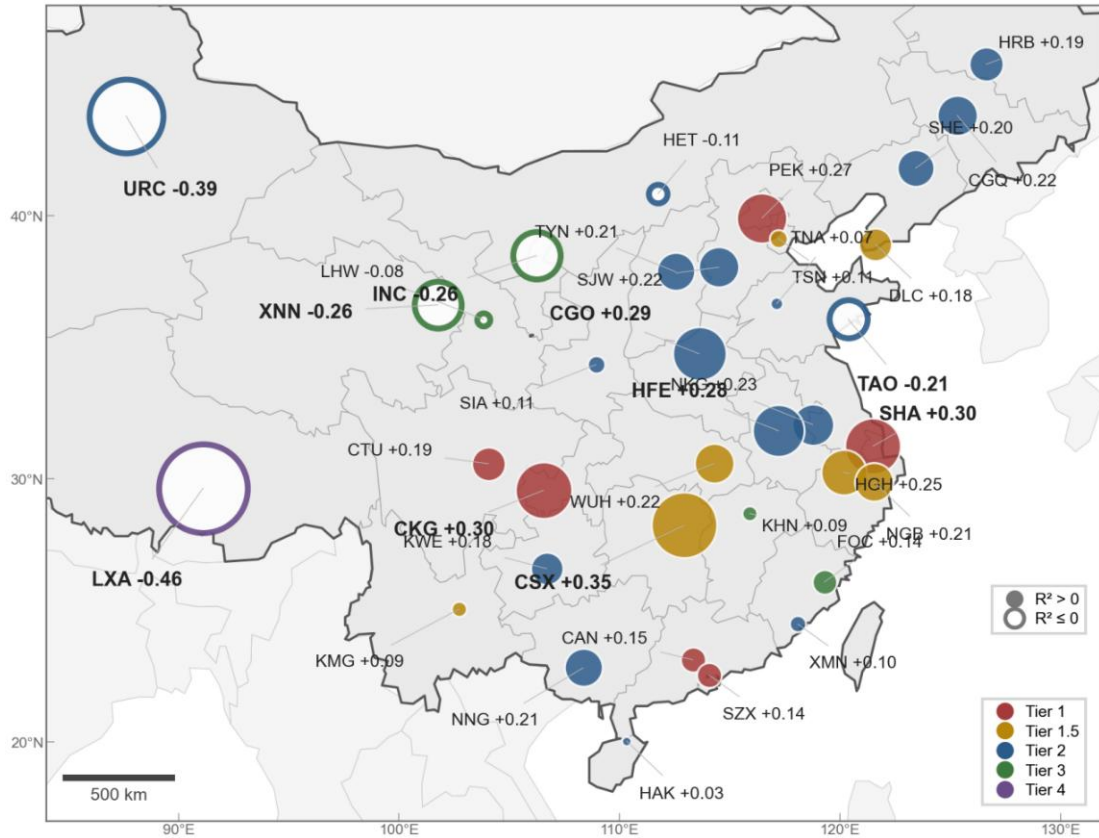 HRB +0.19
SHE +0.20
HET -0.11
PEK +0.27
CGQ +0.22
URC -0.39
40°N
TYN +0.21
TNA +0.07
LHW -0.08
SJW +0.22
TSN +0.11
INC -0.26
DLC +0.18
XNN -0.26
CGO +0.29
TAO -0.21
NKG +0.23
HFE +0.28
SIA +0.11
SHA +0.30
CTU +0.19
30°N
HGH +0.25
WUH +0.22
CKG +0.30
KHN +0.09
NGB +0.21
KWE +0.18
FOC +0.14
LXA -0.46
CSX +0.35
R² > 0
R² ≤ 0
CAN +0.15
KMG +0.09
XMN +0.10
NNG +0.21
SZX +0.14
Tier 1
Tier 1.5
Tier 2
Tier 3
Tier 4
20°N
500 km
HAK +0.03
90°E
100°E
110°E
120°E
130°E